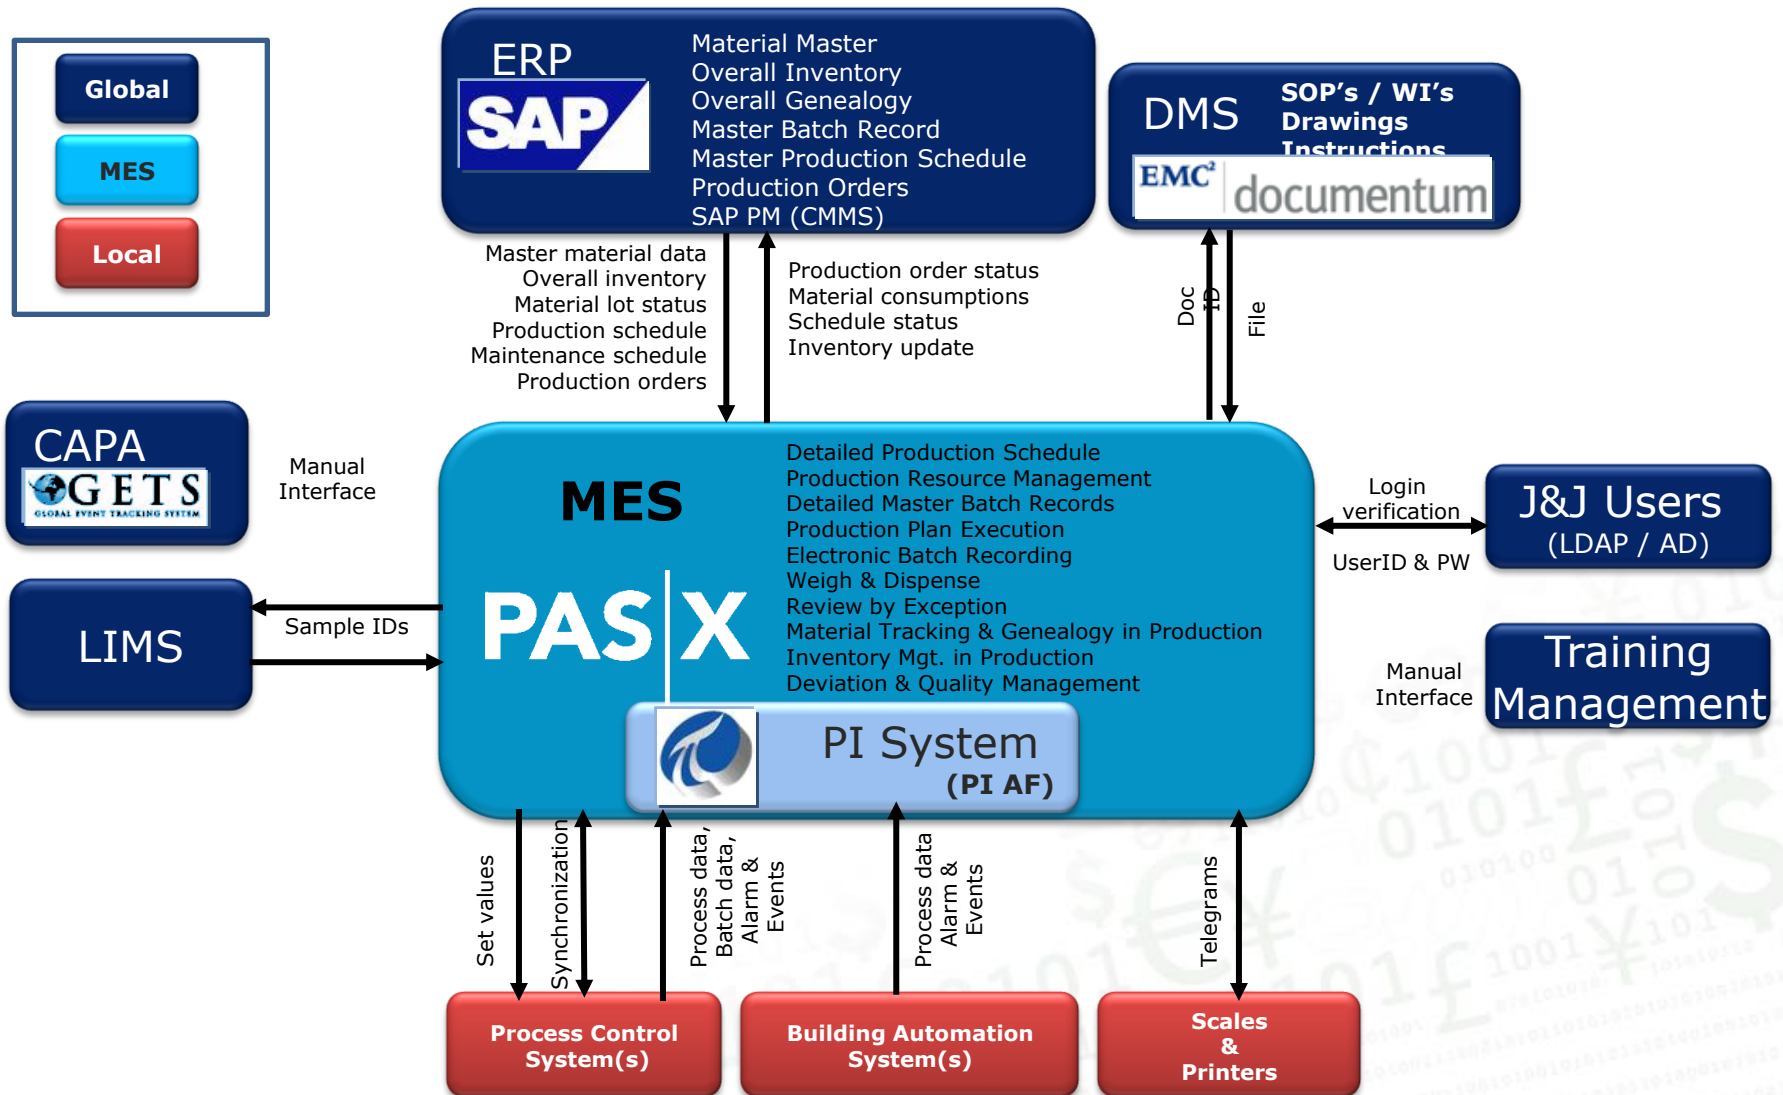 Global
MES
Local
ERP
SAP
Material Master
Overall Inventory
Overall Genealogy
Master Batch Record
Master Production Schedule
Production Orders
SAP PM (CMMS)
DMS
SOP's / WI's
Drawings
Instructions
EMC²
documentum
Master material data
Overall inventory
Material lot status
Production schedule
Maintenance schedule
Production orders
Production order status
Material consumptions
Schedule status
Inventory update
Doc
ID
File
CAPA
GETS
GLOBAL EVENT TRACKING SYSTEM
Manual
Interface
LIMS
Sample IDs
MES
PAS|X
Detailed Production Schedule
Production Resource Management
Detailed Master Batch Records
Production Plan Execution
Electronic Batch Recording
Weigh & Dispense
Review by Exception
Material Tracking & Genealogy in Production
Inventory Mgt. in Production
Deviation & Quality Management
PI System
(PI AF)
Login
verification
UserID & PW
J&J Users
(LDAP / AD)
Manual
Interface
Training
Management
Set values
Synchronization
Process data,
Batch data,
Alarm &
Events
Process data
Alarm &
Events
Telegrams
Process Control
System(s)
Building Automation
System(s)
Scales
&
Printers